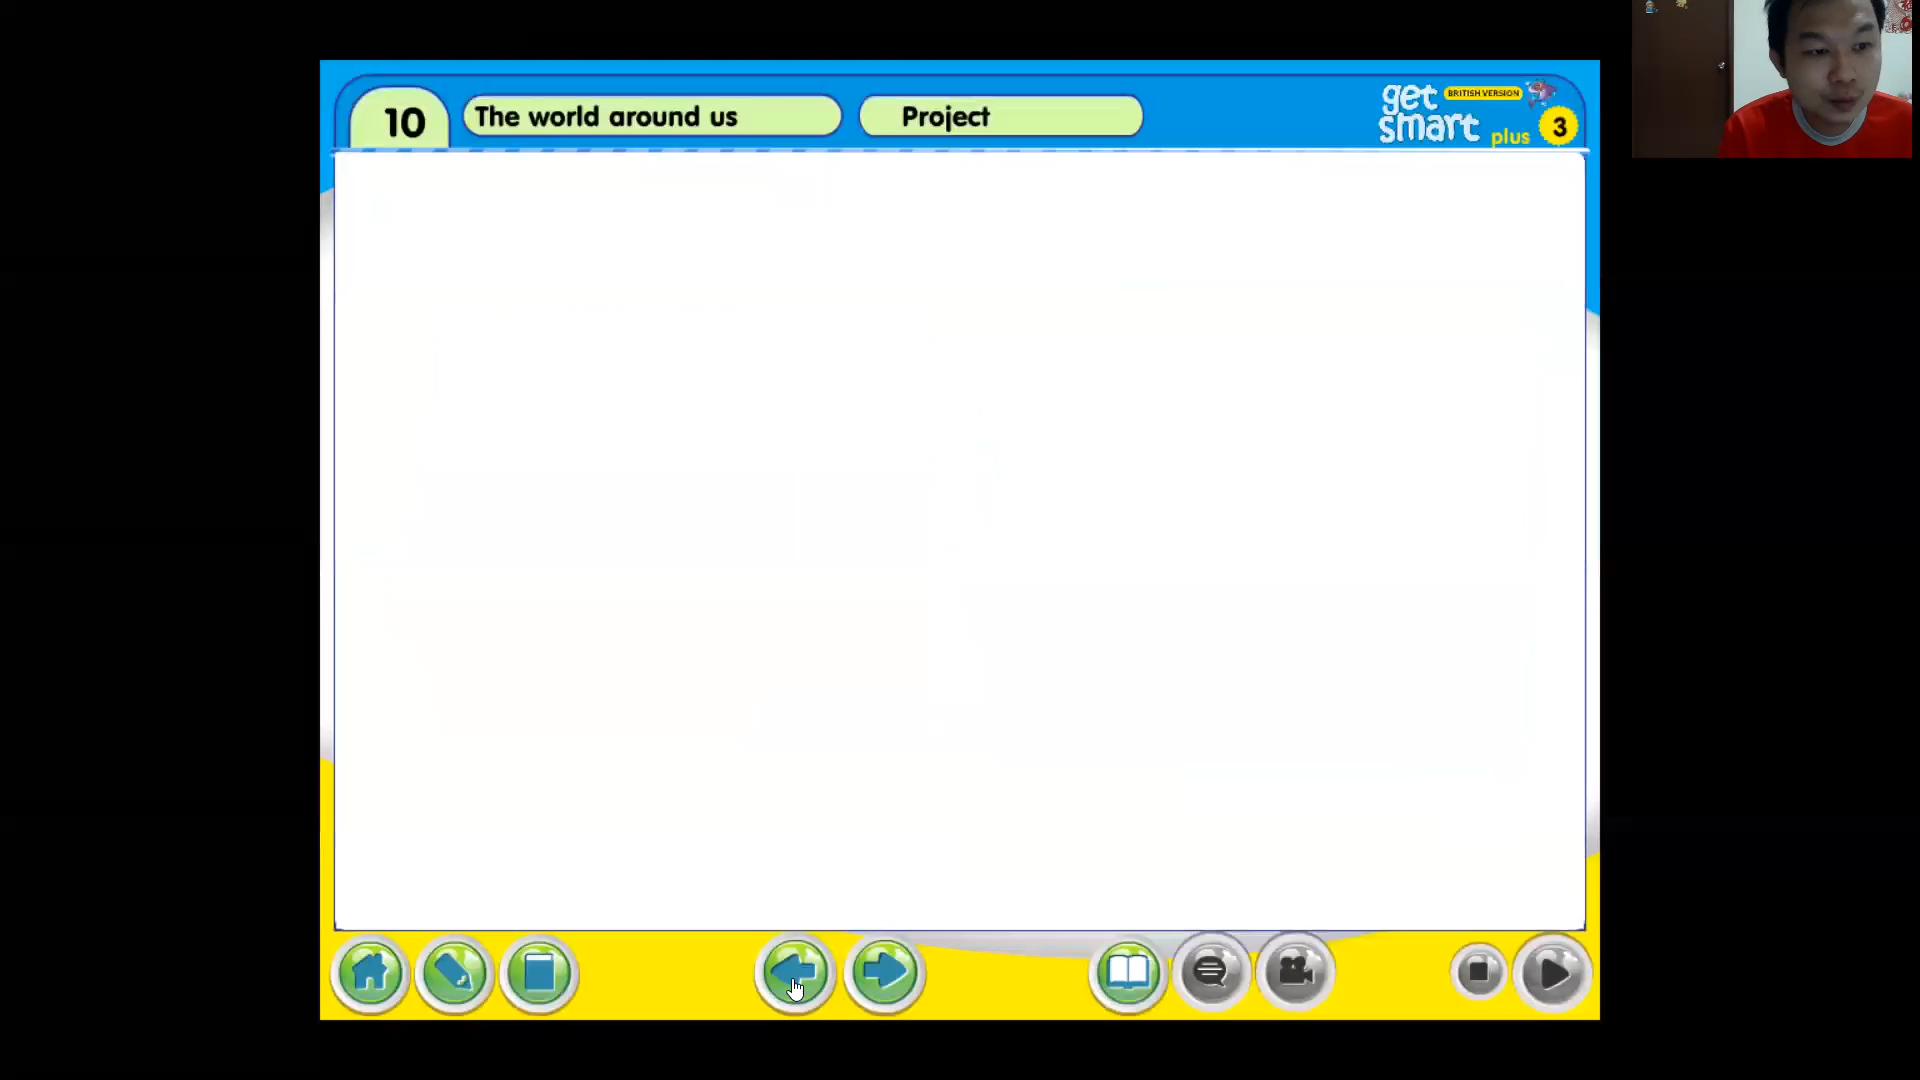 10
The world around us
Project
get
BRITISH VERSION
smart
plus
3